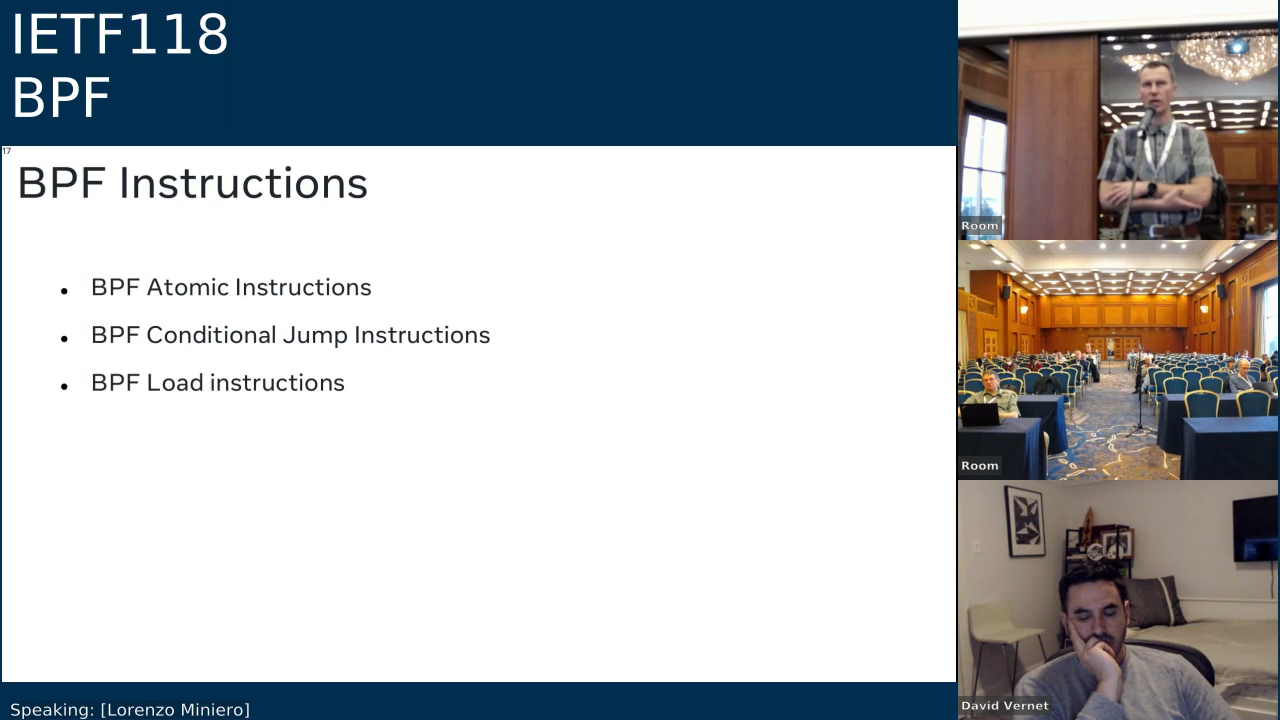 IETF118
BPF
17
BPF Instructions
• BPF Atomic Instructions
• BPF Conditional Jump Instructions
• BPF Load instructions
Speaking: [Lorenzo Miniero]
Room
Room
David Vernet